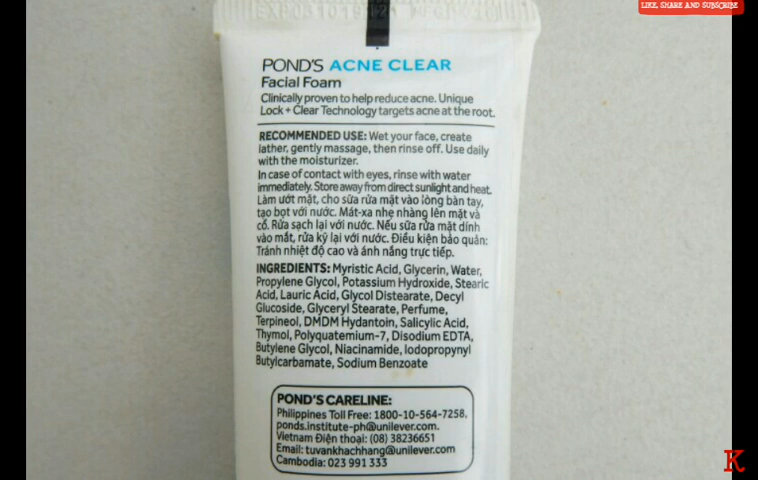 LIKE, SHARE AND SUBSCRIBE
POND'S ACNE CLEAR
Facial Foam
Clinically proven to help reduce acne. Unique
Lock + Clear Technology targets acne at the root.
RECOMMENDED USE: Wet your face, create
lather, gently massage, then rinse off. Use daily
with the moisturizer.
In case of contact with eyes, rinse with water
immediately. Store away from direct sunlight and heat.
Làm ướt mặt, cho sữa rửa mặt vào lòng bàn tay,
tạo bọt với nước. Mát-xa nhẹ nhàng lên mặt và
cổ. Rửa sạch lại với nước. Nếu sữa rửa mặt dính
vào mắt, rửa kỹ lại với nước. Điều kiện bảo quản:
Tránh nhiệt độ cao và ánh nắng trực tiếp.
INGREDIENTS: Myristic Acid, Glycerin, Water,
Propylene Glycol, Potassium Hydroxide, Stearic
Acid, Lauric Acid, Glycol Distearate, Decyl
Glucoside, Glyceryl Stearate, Perfume,
Terpineol, DMDM Hydantoin, Salicylic Acid,
Thymol, Polyquatemium-7, Disodium EDTA,
Butylene Glycol, Niacinamide, Iodopropynyl
Butylcarbamate, Sodium Benzoate
POND'S CARELINE:
Philippines Toll Free: 1800-10-564-7258,
ponds.institute-ph@unilever.com.
Vietnam Điện thoại: (08) 38236651
Email: tuvankhachhang@unilever.com
Cambodia: 023 991 333
K